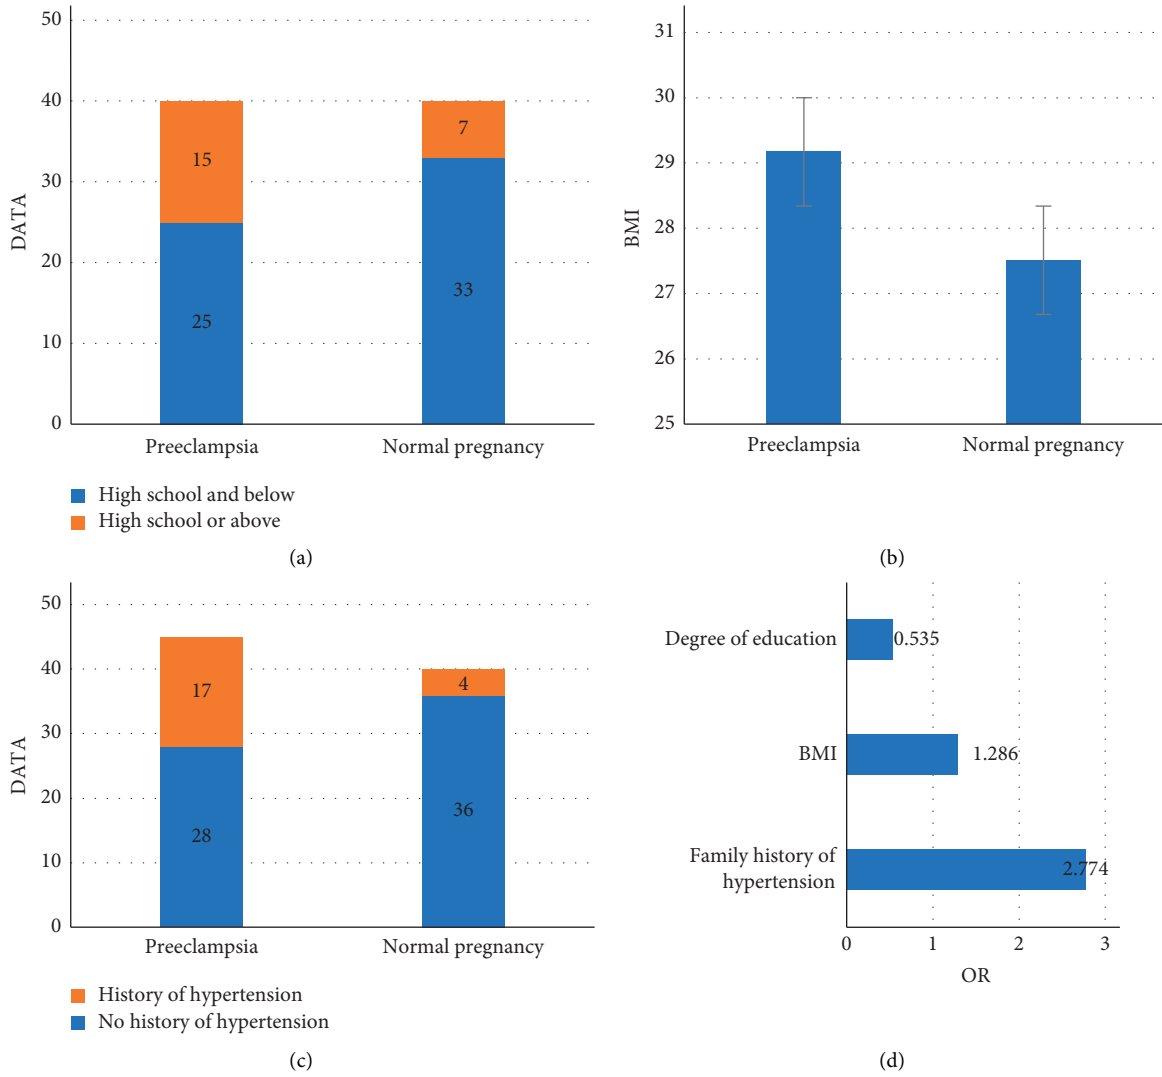 50
40
30
20
10
0
DATA
15
25
7
33
Preeclampsia
Normal pregnancy
High school and below
High school or above
(a)
31
30
29
28
27
26
25
BMI
Preeclampsia
Normal pregnancy
(b)
50
40
30
20
10
0
DATA
17
28
4
36
Preeclampsia
Normal pregnancy
History of hypertension
No history of hypertension
(c)
Degree of education
0.535
BMI
1.286
Family history of
hypertension
2.774
0
1
2
3
OR
(d)